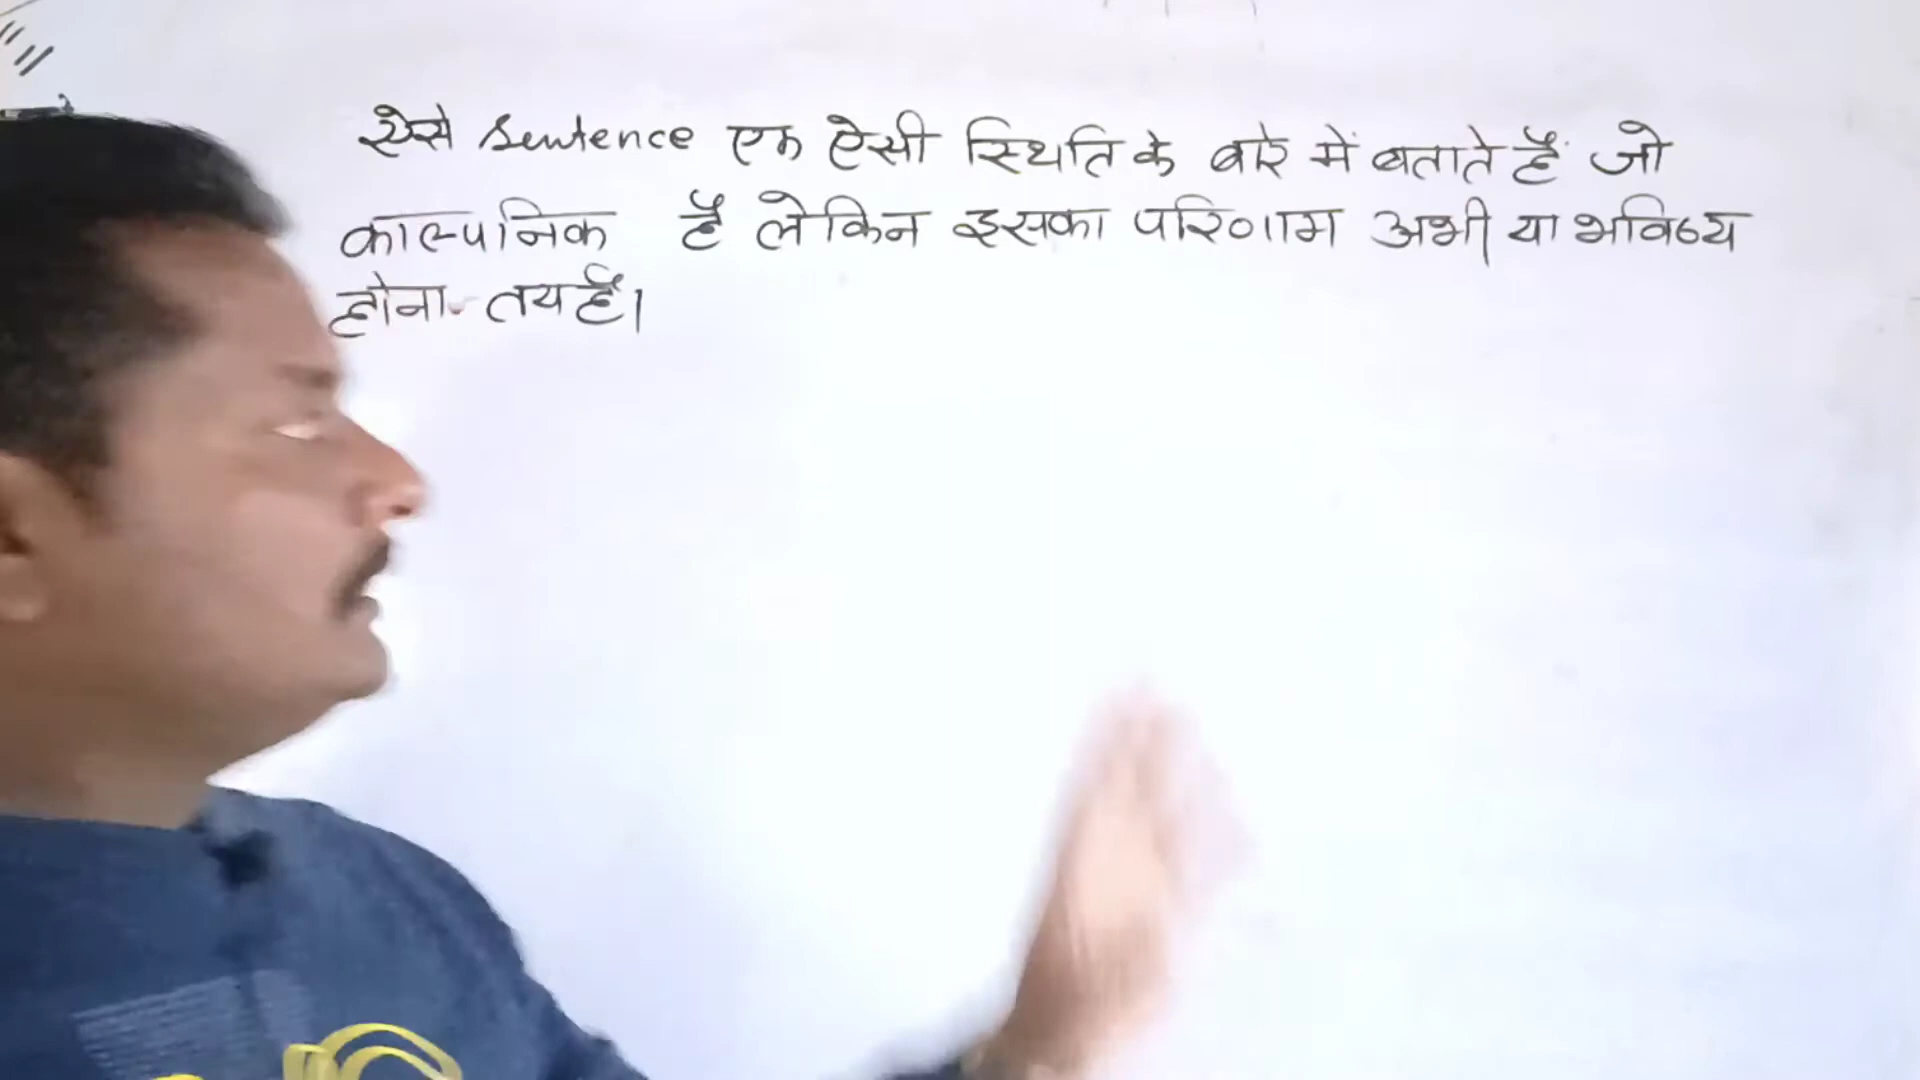 ऐसे sentence एक ऐसी स्थिति के बारे में बताते हैं जो
काल्पनिक है लेकिन इसका परिणाम अभी या भविष्य
होना तय है।